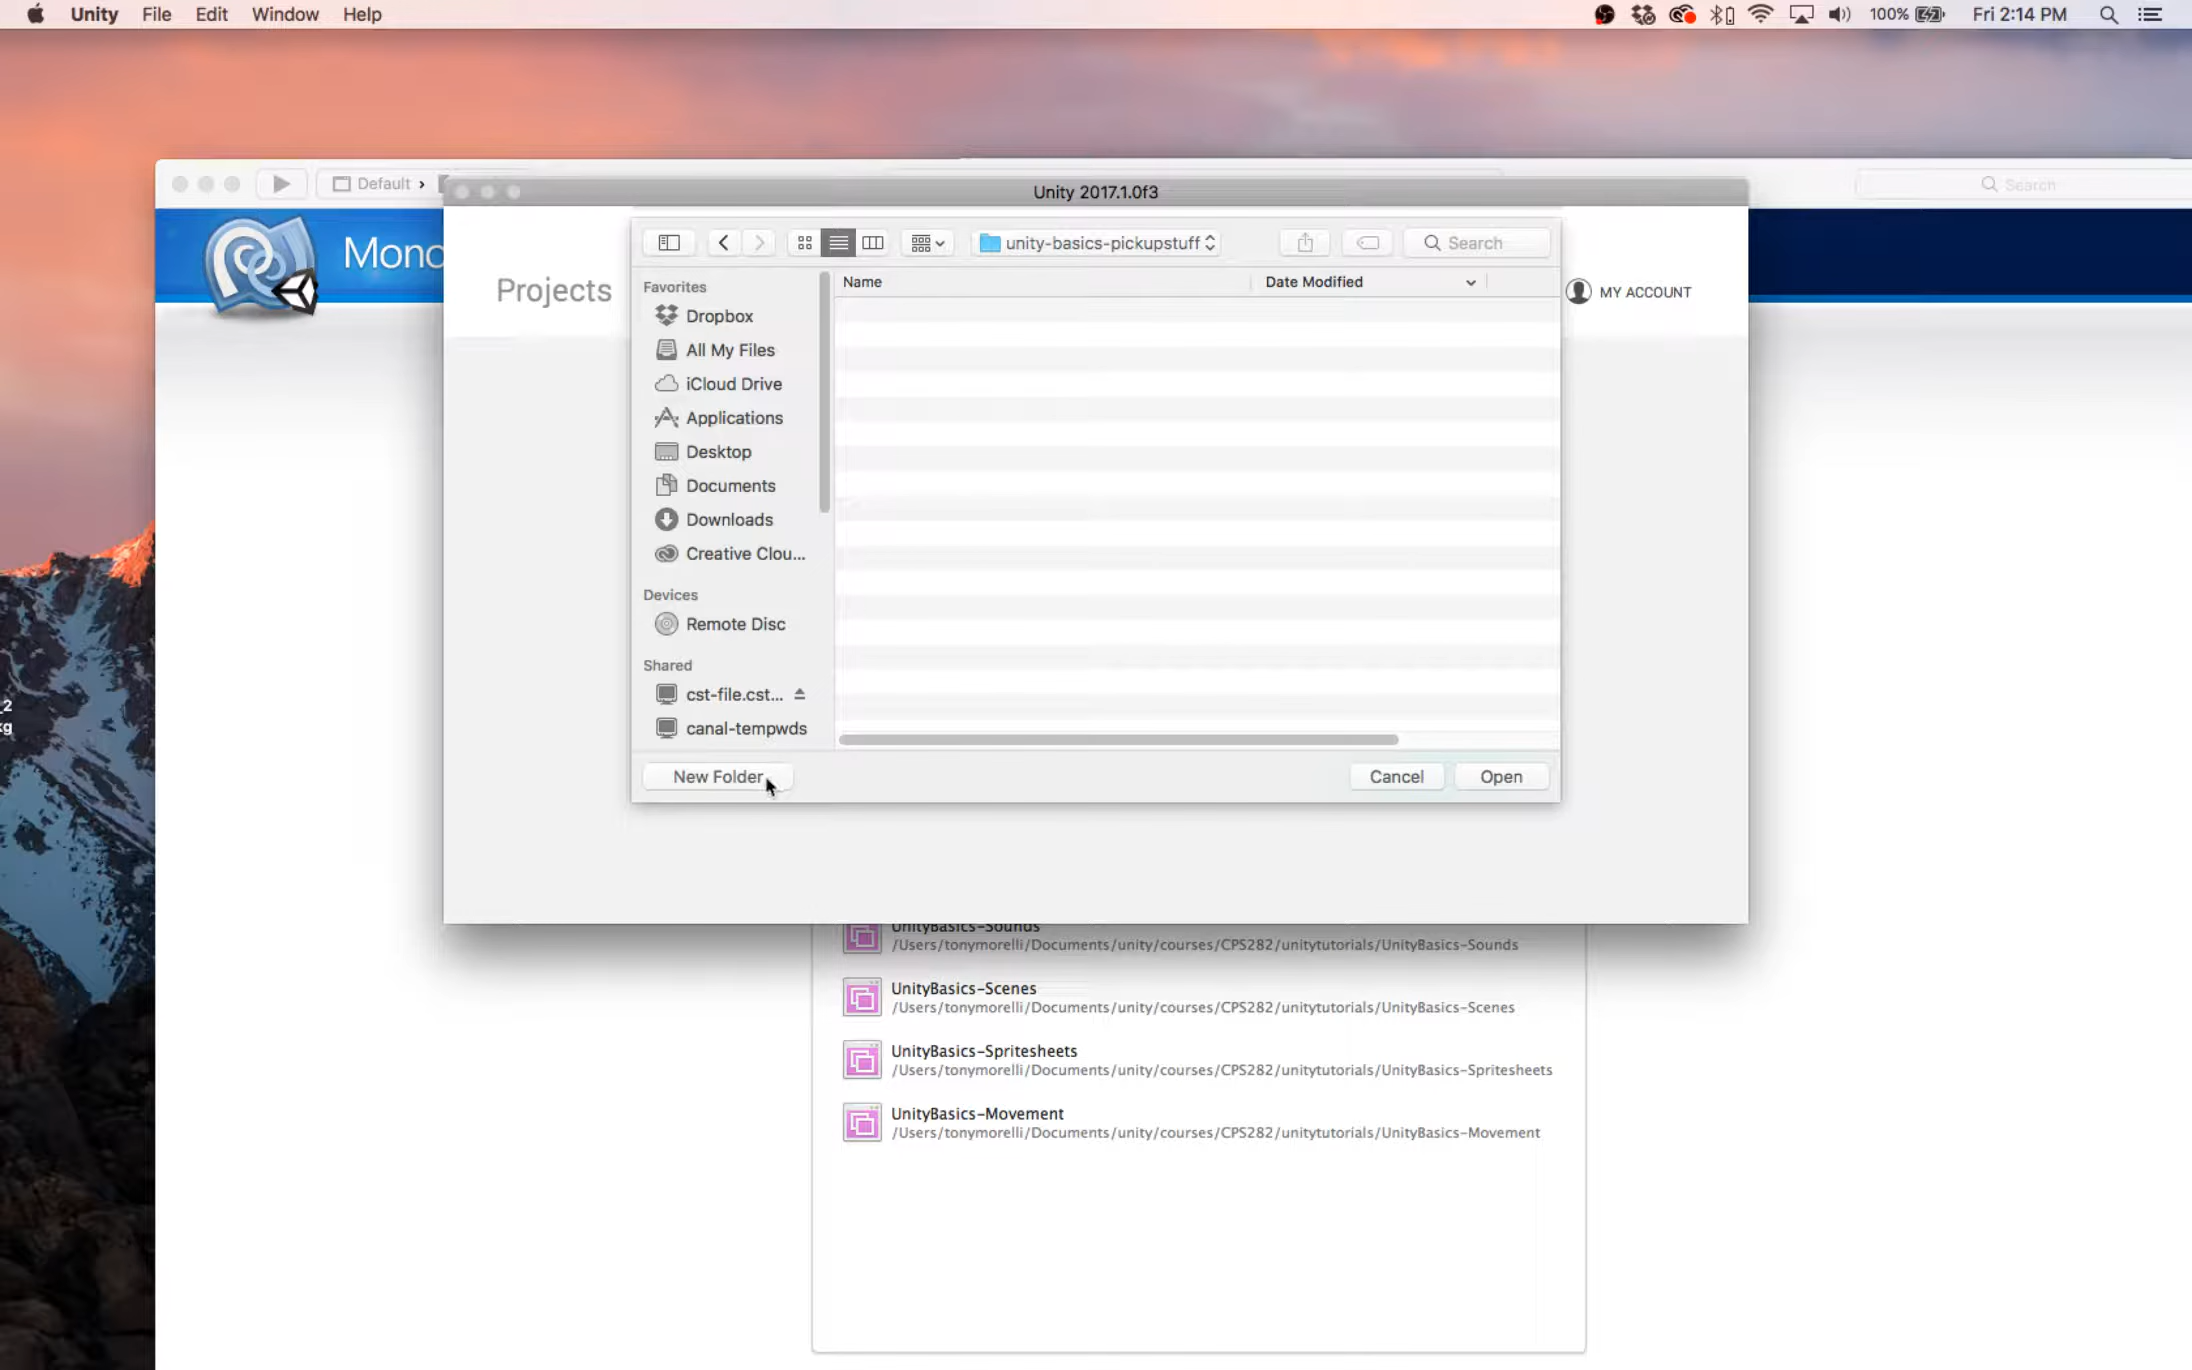 Unity File Edit Window Help 100% Fri 2:14 PM
Default
Search
Unity 2017.1.0f3
Mono
Projects
unity-basics-pickupstuff
Search
MY ACCOUNT
Name Date Modified
Favorites
Dropbox
All My Files
iCloud Drive
Applications
Desktop
Documents
Downloads
Creative Clou...
Devices
Remote Disc
Shared
cst-file.cst...
canal-tempwds
New Folder Cancel Open
_2
kg
UnityBasics-Sounds
/Users/tonymorelli/Documents/unity/courses/CPS282/unitytutorials/UnityBasics-Sounds
UnityBasics-Scenes
/Users/tonymorelli/Documents/unity/courses/CPS282/unitytutorials/UnityBasics-Scenes
UnityBasics-Spritesheets
/Users/tonymorelli/Documents/unity/courses/CPS282/unitytutorials/UnityBasics-Spritesheets
UnityBasics-Movement
/Users/tonymorelli/Documents/unity/courses/CPS282/unitytutorials/UnityBasics-Movement